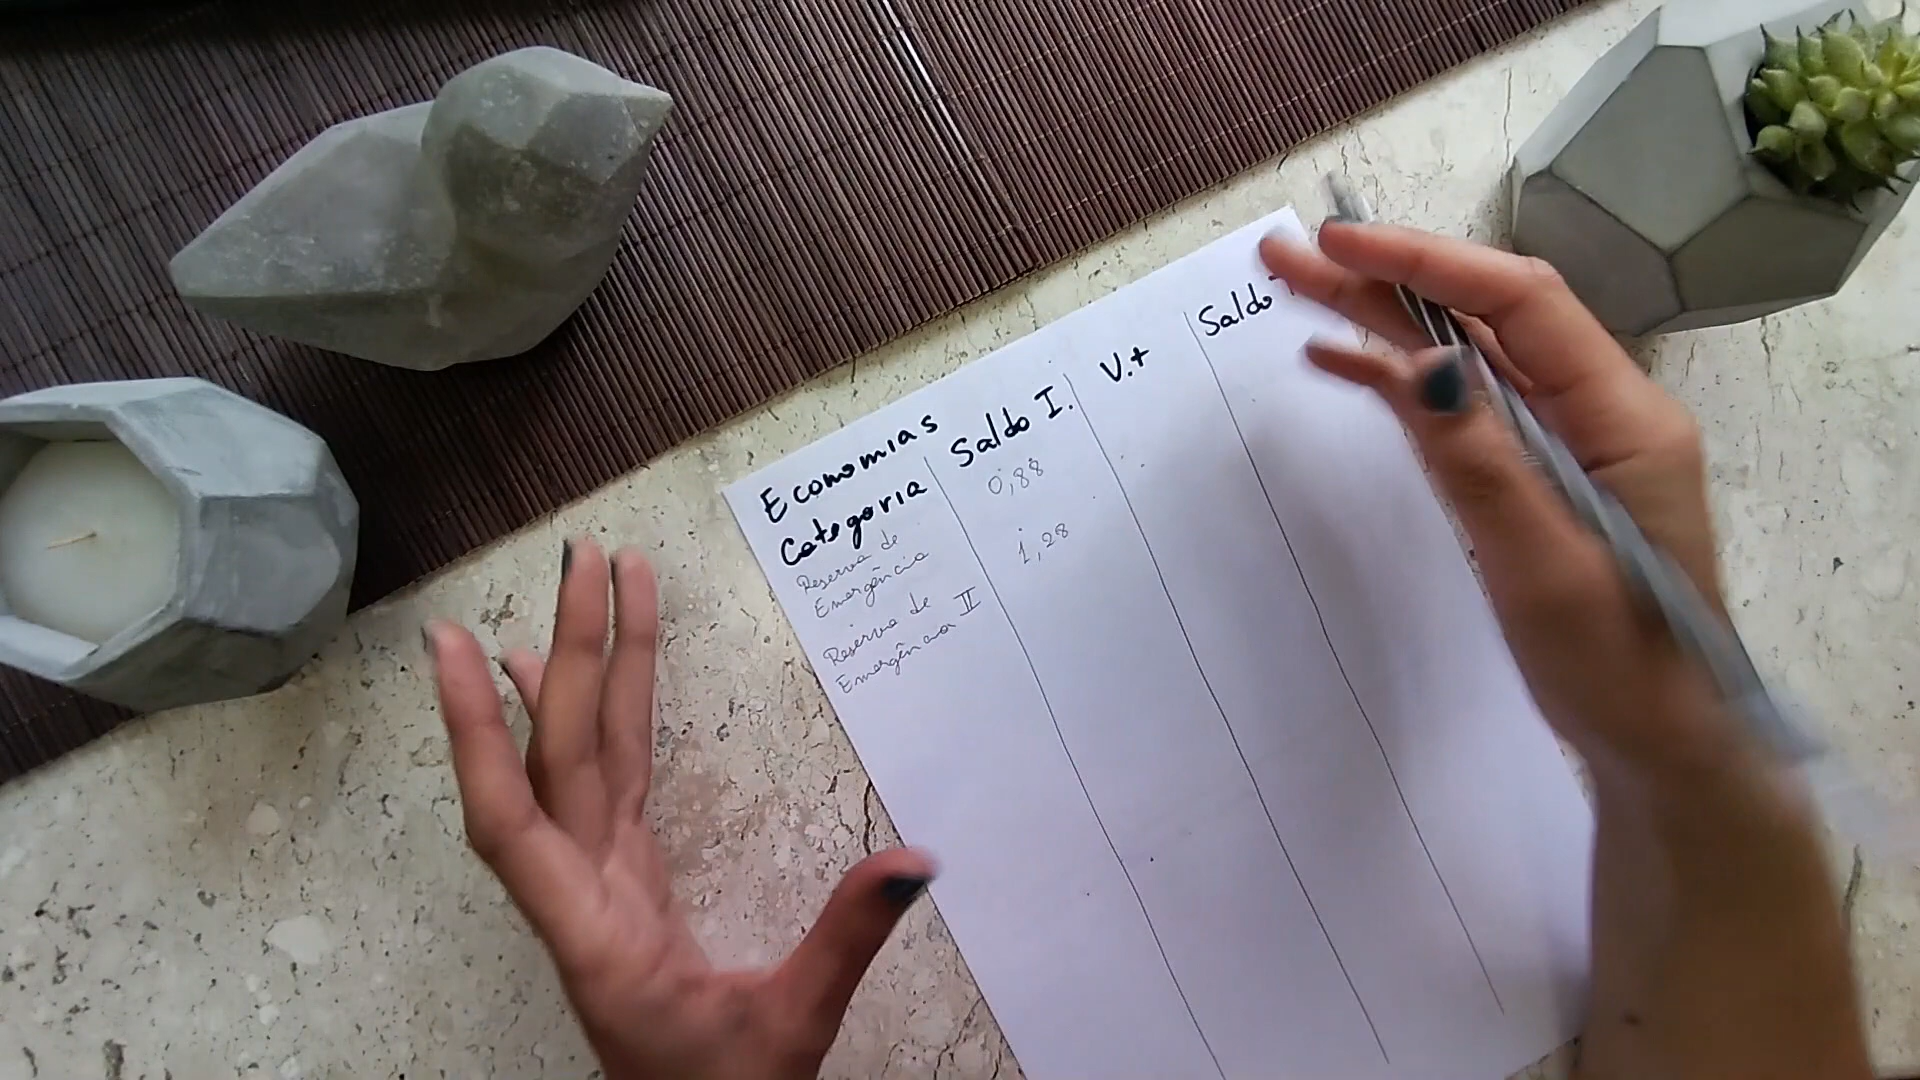 Economias
Categoria Saldo I. V.+ Saldo
Reserva de 0,88
Emergência
Reserva de 1,28
Emergência II